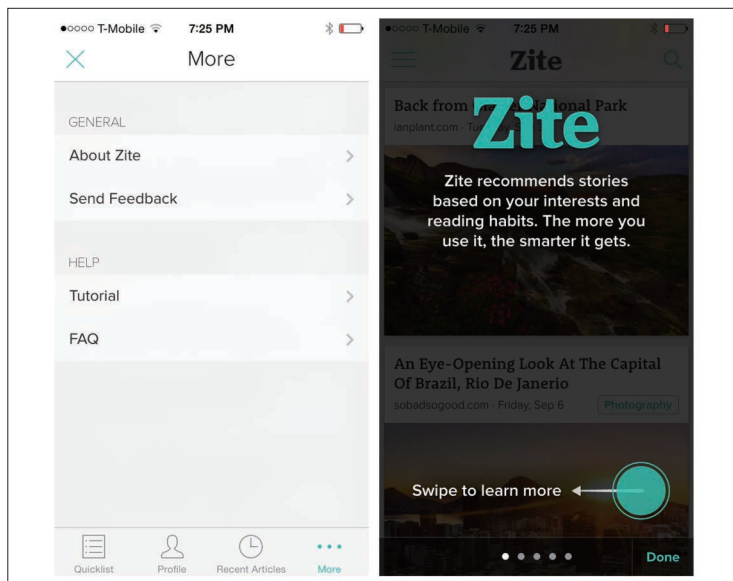 T-Mobile 7:25 PM
More
GENERAL
About Zite
Send Feedback
HELP
Tutorial
FAQ
Quicklist Profile Recent Articles More
T-Mobile 7:25 PM
Zite
Back from Glacier National Park
ianplant.com · Tuesday, Sep
Zite
Zite recommends stories
based on your interests and
reading habits. The more you
use it, the smarter it gets.
An Eye-Opening Look At The Capital
Of Brazil, Rio De Janerio
sobadsogood.com · Friday, Sep 6 Photography
Swipe to learn more
Done